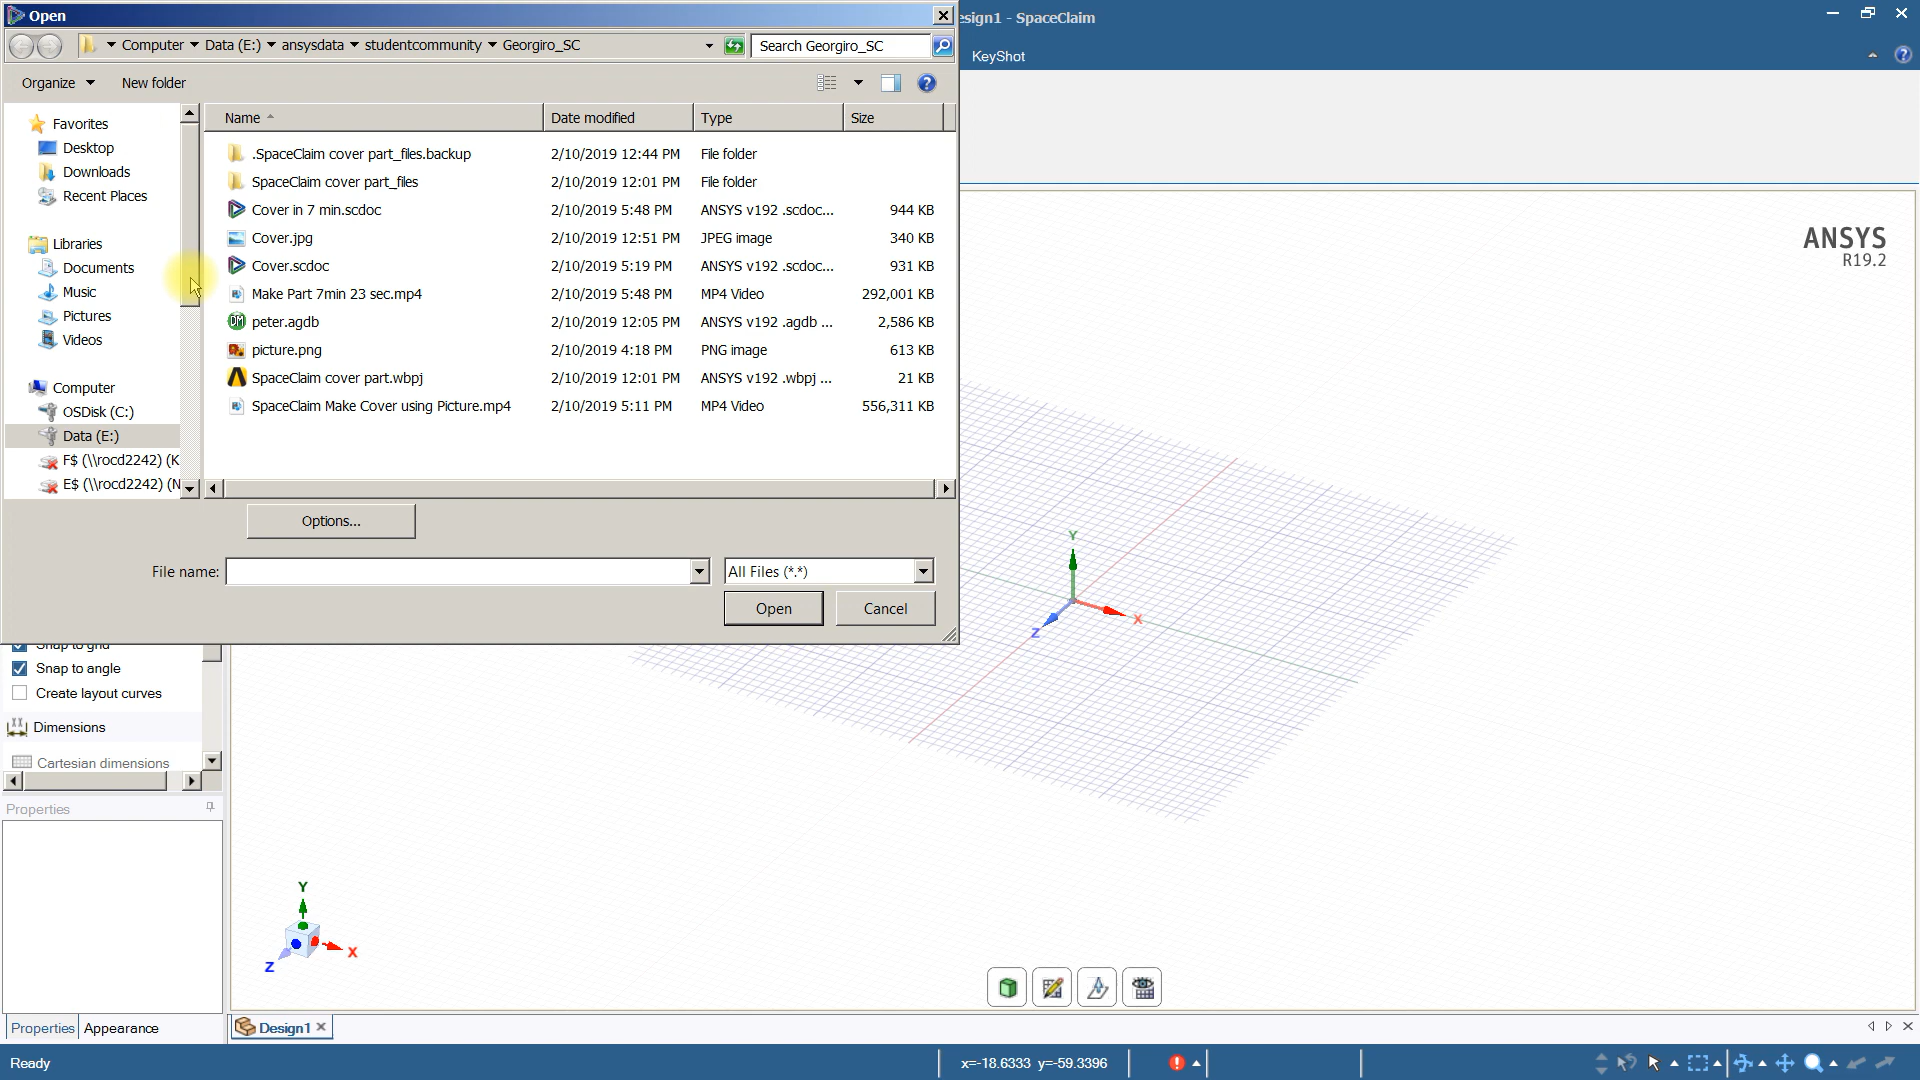 Open
esign1 - SpaceClaim
Computer Data (E:) ansysdata studentcommunity Georgiro_SC
Search Georgiro_SC
KeyShot
Organize New folder
Name Date modified Type Size
Favorites
Desktop
Downloads
Recent Places
Libraries
Documents
Music
Pictures
Videos
Computer
OSDisk (C:)
Data (E:)
F$ (\\rocd2242) (K
E$ (\\rocd2242) (N
.SpaceClaim cover part_files.backup 2/10/2019 12:44 PM File folder
SpaceClaim cover part_files 2/10/2019 12:01 PM File folder
Cover in 7 min.scdoc 2/10/2019 5:48 PM ANSYS v192 .scdoc... 944 KB
Cover.jpg 2/10/2019 12:51 PM JPEG image 340 KB
Cover.scdoc 2/10/2019 5:19 PM ANSYS v192 .scdoc... 931 KB
Make Part 7min 23 sec.mp4 2/10/2019 5:48 PM MP4 Video 292,001 KB
peter.agdb 2/10/2019 12:05 PM ANSYS v192 .agdb ... 2,586 KB
picture.png 2/10/2019 4:18 PM PNG image 613 KB
SpaceClaim cover part.wbpj 2/10/2019 12:01 PM ANSYS v192 .wbpj ... 21 KB
SpaceClaim Make Cover using Picture.mp4 2/10/2019 5:11 PM MP4 Video 556,311 KB
Options...
File name: All Files (*.*)
Open Cancel
ANSYS
R19.2
Y
X
Z
Snap to grid
Snap to angle
Create layout curves
Dimensions
Cartesian dimensions
Properties
Y
X
Z
Properties Appearance
Design1
Ready
x=-18.6333 y=-59.3396